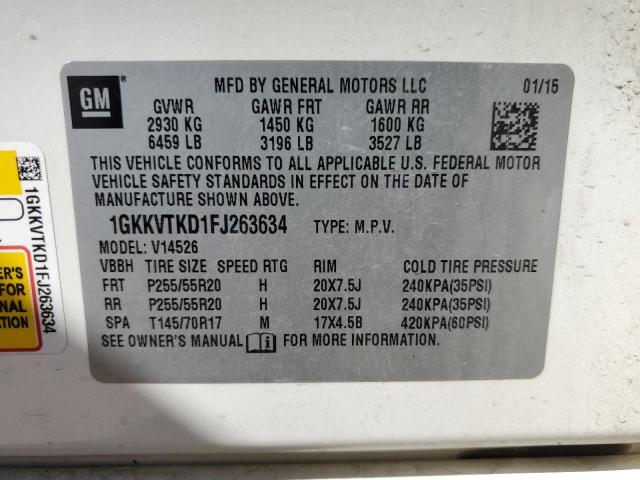 GM
MFD BY GENERAL MOTORS LLC 01/15
GVWR GAWR FRT GAWR RR
2930 KG 1450 KG 1600 KG
6459 LB 3196 LB 3527 LB
THIS VEHICLE CONFORMS TO ALL APPLICABLE U.S. FEDERAL MOTOR
VEHICLE SAFETY STANDARDS IN EFFECT ON THE DATE OF
MANUFACTURE SHOWN ABOVE.
1GKKVTKD1FJ263634 TYPE: M.P.V.
MODEL: V14526
VBBH TIRE SIZE SPEED RTG RIM COLD TIRE PRESSURE
FRT P255/55R20 H 20X7.5J 240KPA(35PSI)
RR P255/55R20 H 20X7.5J 240KPA(35PSI)
SPA T145/70R17 M 17X4.5B 420KPA(60PSI)
SEE OWNER'S MANUAL FOR MORE INFORMATION.
1GKKVTKD1FJ263634
FOR